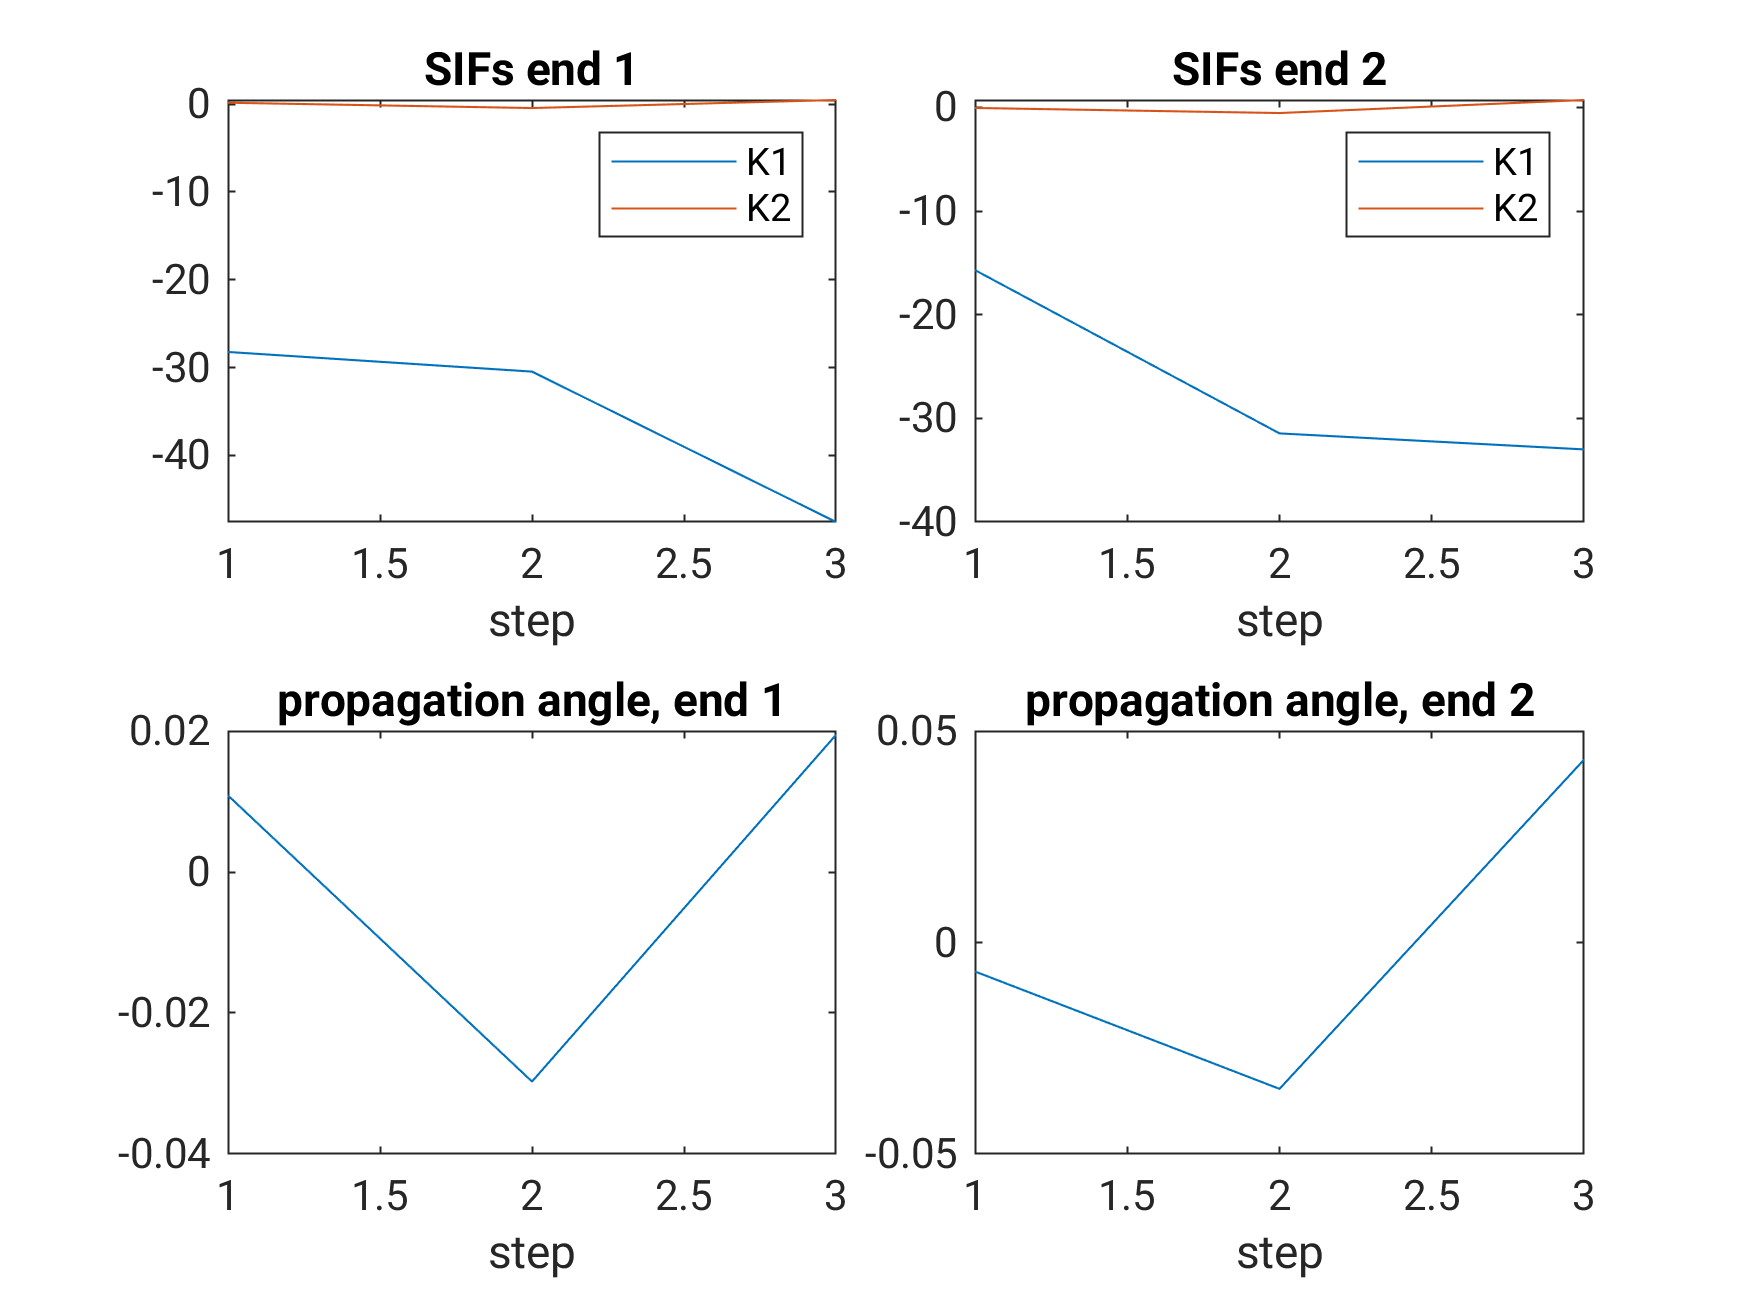 SIFs end 1
0
-10
-20
-30
-40
K1
K2
1 1.5 2 2.5 3
step
SIFs end 2
0
-10
-20
-30
-40
K1
K2
1 1.5 2 2.5 3
step
propagation angle, end 1
0.02
0
-0.02
-0.04
1 1.5 2 2.5 3
step
propagation angle, end 2
0.05
0
-0.05
1 1.5 2 2.5 3
step